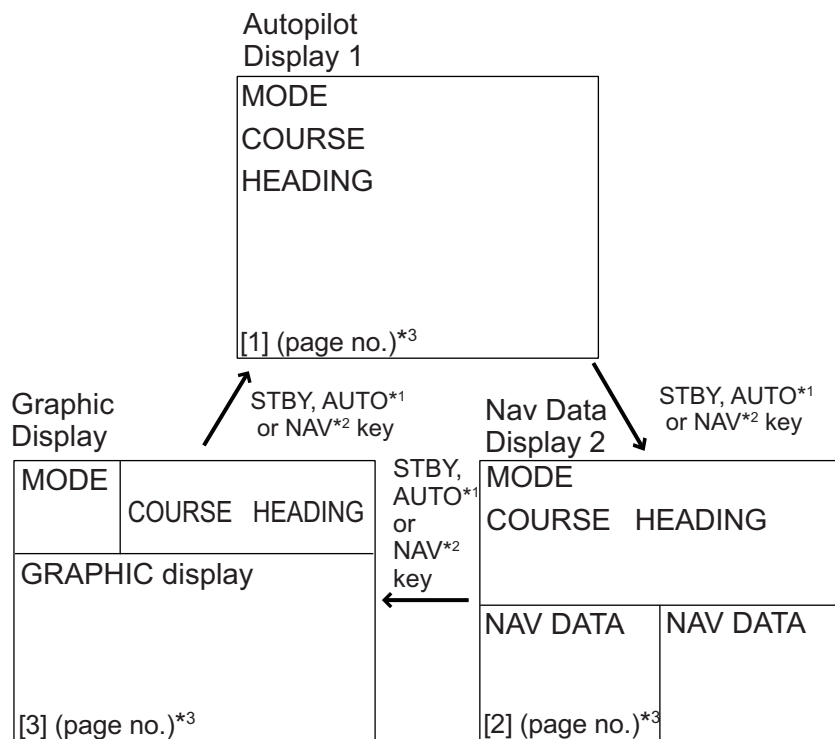 Autopilot
Display 1
MODE
COURSE
HEADING
[1] (page no.)*3
STBY, AUTO*1
or NAV*2 key
STBY, AUTO*1
or NAV*2 key
Graphic
Display
MODE
COURSE HEADING
GRAPHIC display
[3] (page no.)*3
STBY,
AUTO*1
or
NAV*2
key
Nav Data
Display 2
MODE
COURSE HEADING
NAV DATA
NAV DATA
[2] (page no.)*3